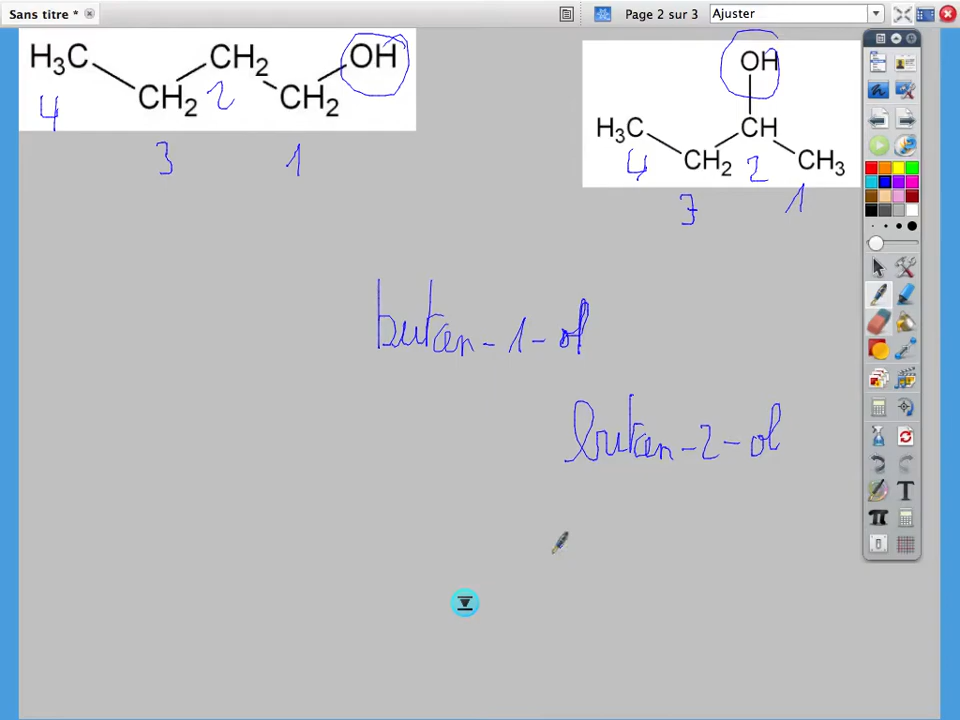 Sans titre *
Page 2 sur 3
Ajuster
H₃C CH₂ CH₂ CH₂ OH
4 3 2 1
OH
H₃C CH₂ CH CH₃
4 3 2 1
butan-1-ol
butan-2-ol
T
π